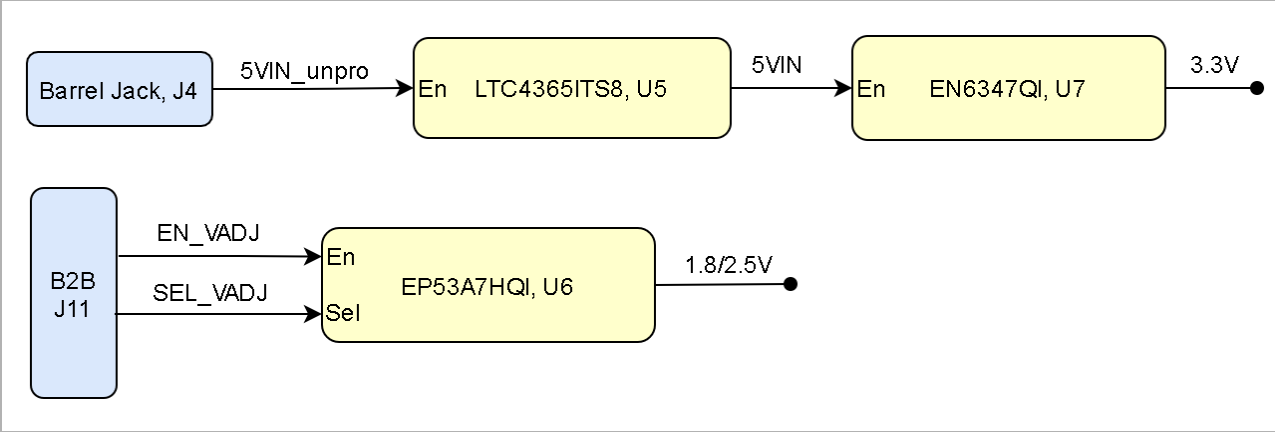 Barrel Jack, J4
5VIN_unpro
En
LTC4365ITS8, U5
5VIN
En
EN6347QI, U7
3.3V
B2B
J11
EN_VADJ
SEL_VADJ
En
Sel
EP53A7HQI, U6
1.8/2.5V